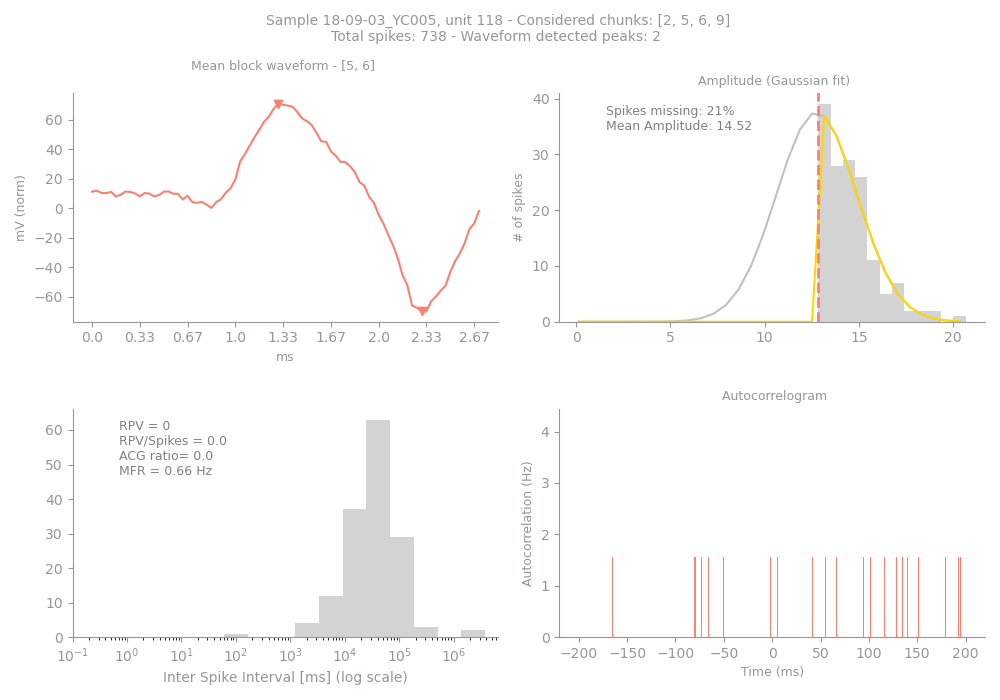 Sample 18-09-03_YC005, unit 118 - Considered chunks: [2, 5, 6, 9]
Total spikes: 738 - Waveform detected peaks: 2
Mean block waveform - [5, 6]
mV (norm)
60
40
20
0
−20
−40
−60
0.0 0.33 0.67 1.0 1.33 1.67 2.0 2.33 2.67
ms
Amplitude (Gaussian fit)
Spikes missing: 21%
Mean Amplitude: 14.52
# of spikes
40
30
20
10
0
0 5 10 15 20
RPV = 0
RPV/Spikes = 0.0
ACG ratio= 0.0
MFR = 0.66 Hz
60
50
40
30
20
10
0
10⁻¹ 10⁰ 10¹ 10² 10³ 10⁴ 10⁵ 10⁶
Inter Spike Interval [ms] (log scale)
Autocorrelogram
Autocorrelation (Hz)
4
3
2
1
0
−200 −150 −100 −50 0 50 100 150 200
Time (ms)